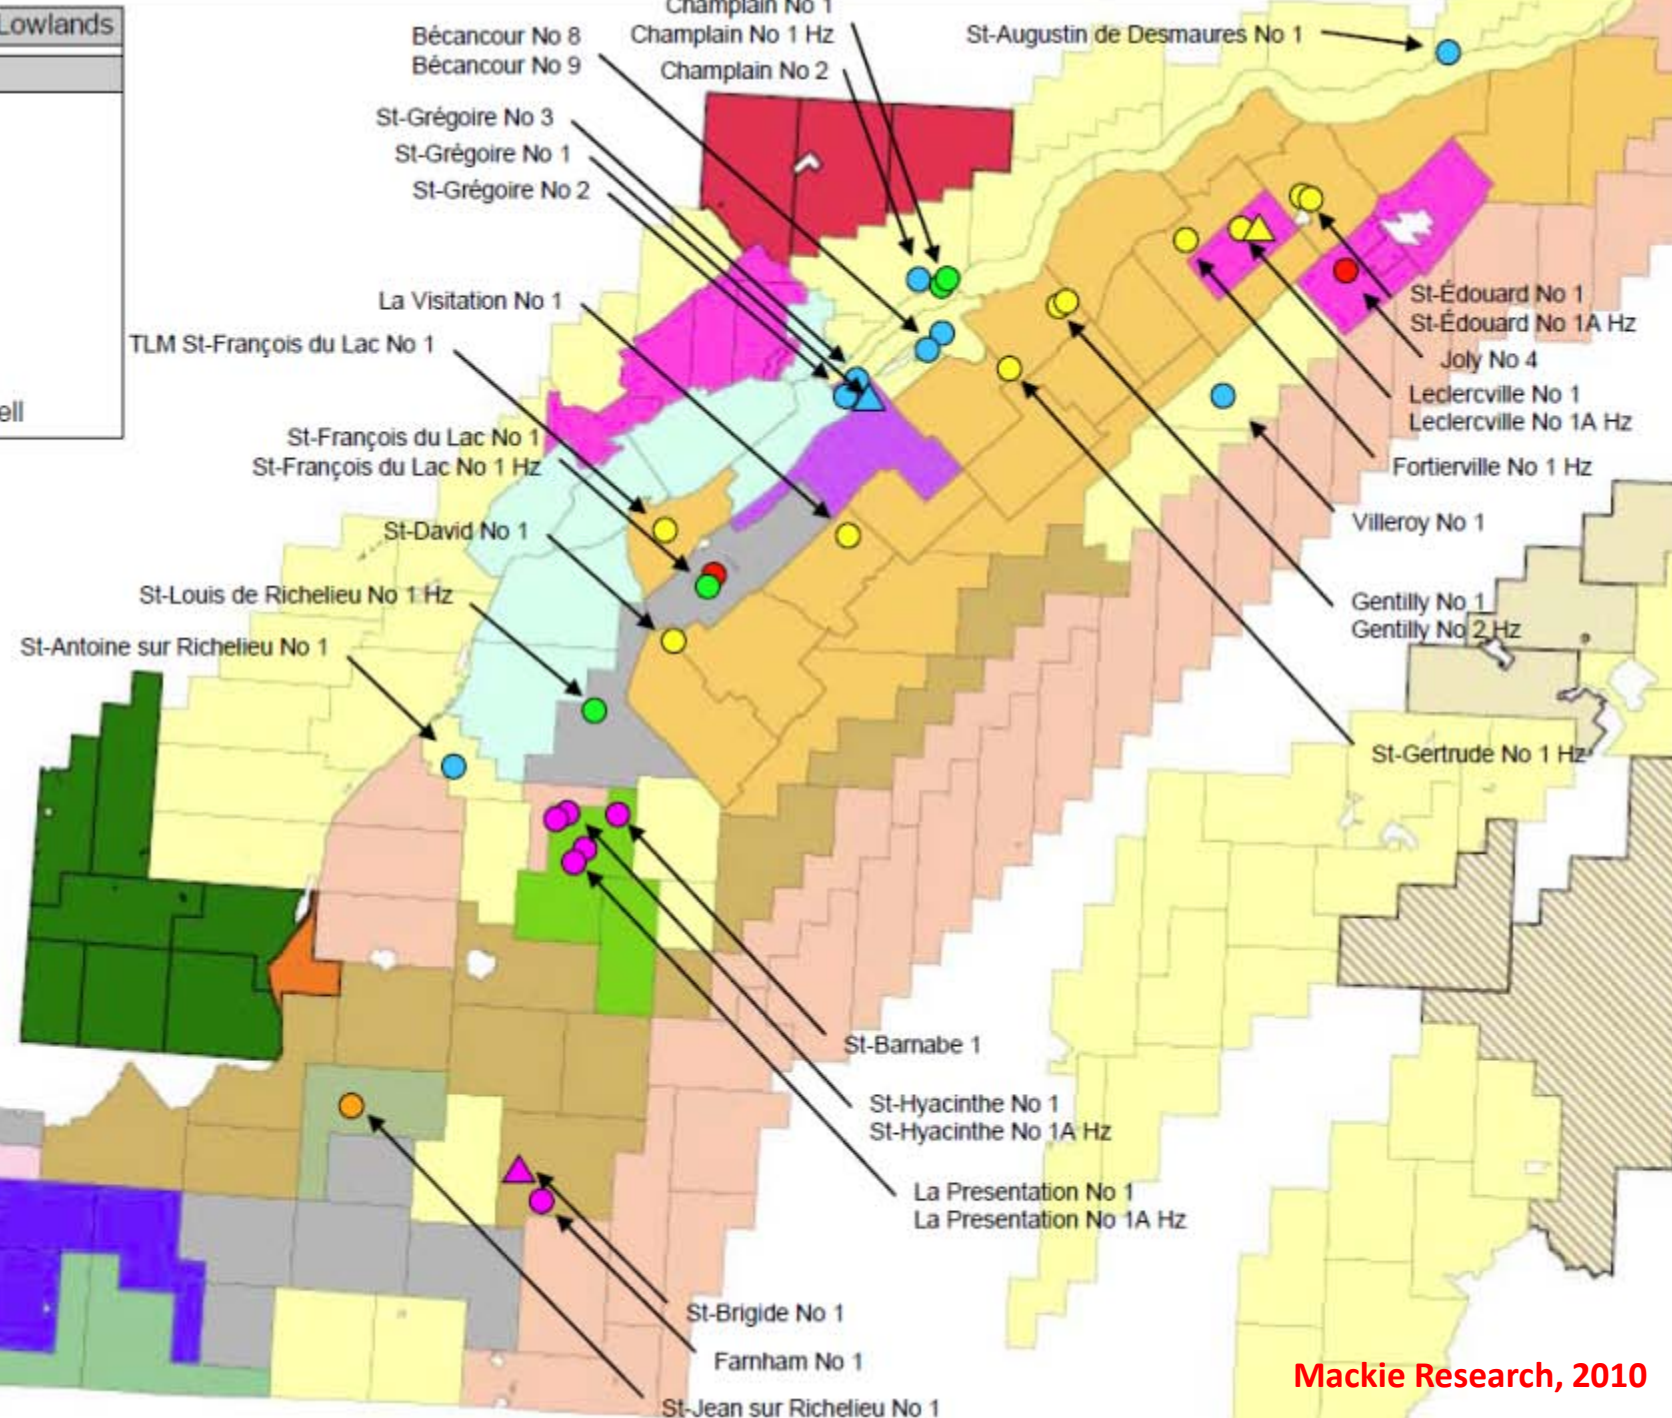 Lowlands
ell
Champlain No 1
Champlain No 1 Hz
Champlain No 2
Bécancour No 8
Bécancour No 9
St-Augustin de Desmaures No 1
St-Grégoire No 3
St-Grégoire No 1
St-Grégoire No 2
La Visitation No 1
TLM St-François du Lac No 1
St-François du Lac No 1
St-François du Lac No 1 Hz
St-David No 1
St-Louis de Richelieu No 1 Hz
St-Antoine sur Richelieu No 1
St-Édouard No 1
St-Édouard No 1A Hz
Joly No 4
Leclercville No 1
Leclercville No 1A Hz
Fortierville No 1 Hz
Villeroy No 1
Gentilly No 1
Gentilly No 2 Hz
St-Gertrude No 1 Hz
St-Barnabe 1
St-Hyacinthe No 1
St-Hyacinthe No 1A Hz
La Presentation No 1
La Presentation No 1A Hz
St-Brigide No 1
Farnham No 1
St-Jean sur Richelieu No 1
Mackie Research, 2010